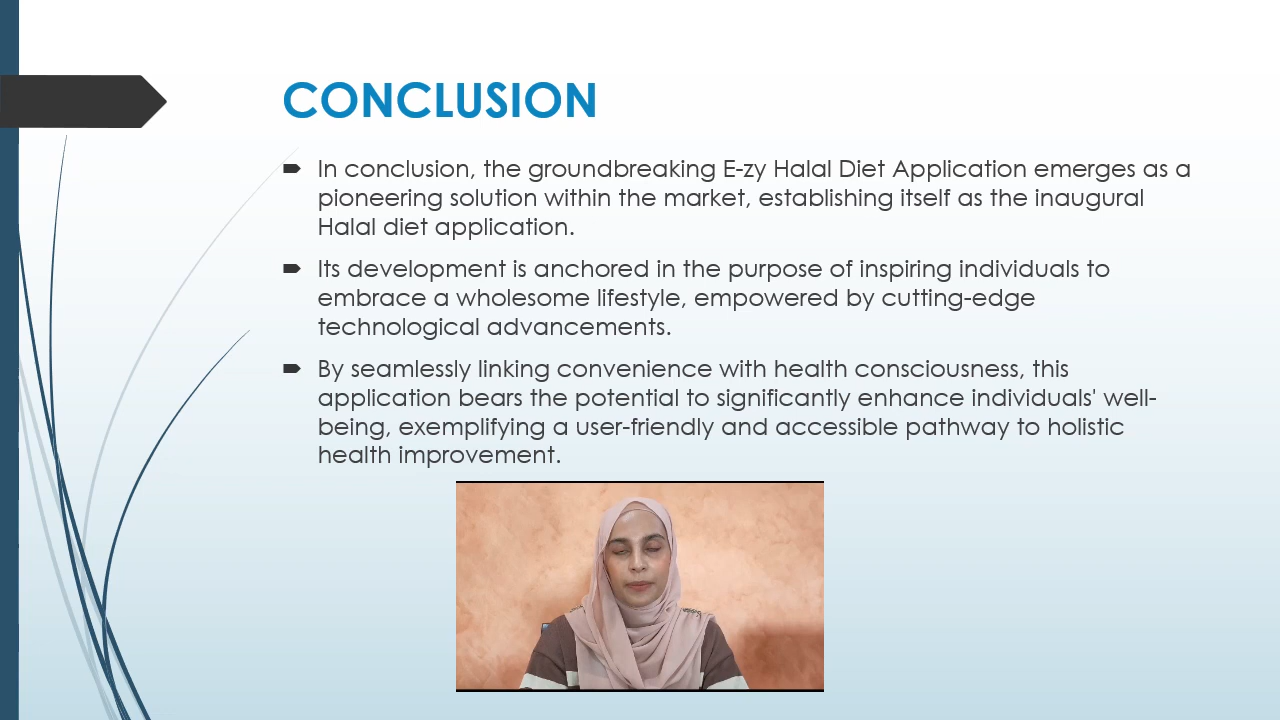 CONCLUSION
In conclusion, the groundbreaking E-zy Halal Diet Application emerges as a
pioneering solution within the market, establishing itself as the inaugural
Halal diet application.
Its development is anchored in the purpose of inspiring individuals to
embrace a wholesome lifestyle, empowered by cutting-edge
technological advancements.
By seamlessly linking convenience with health consciousness, this
application bears the potential to significantly enhance individuals' well-
being, exemplifying a user-friendly and accessible pathway to holistic
health improvement.